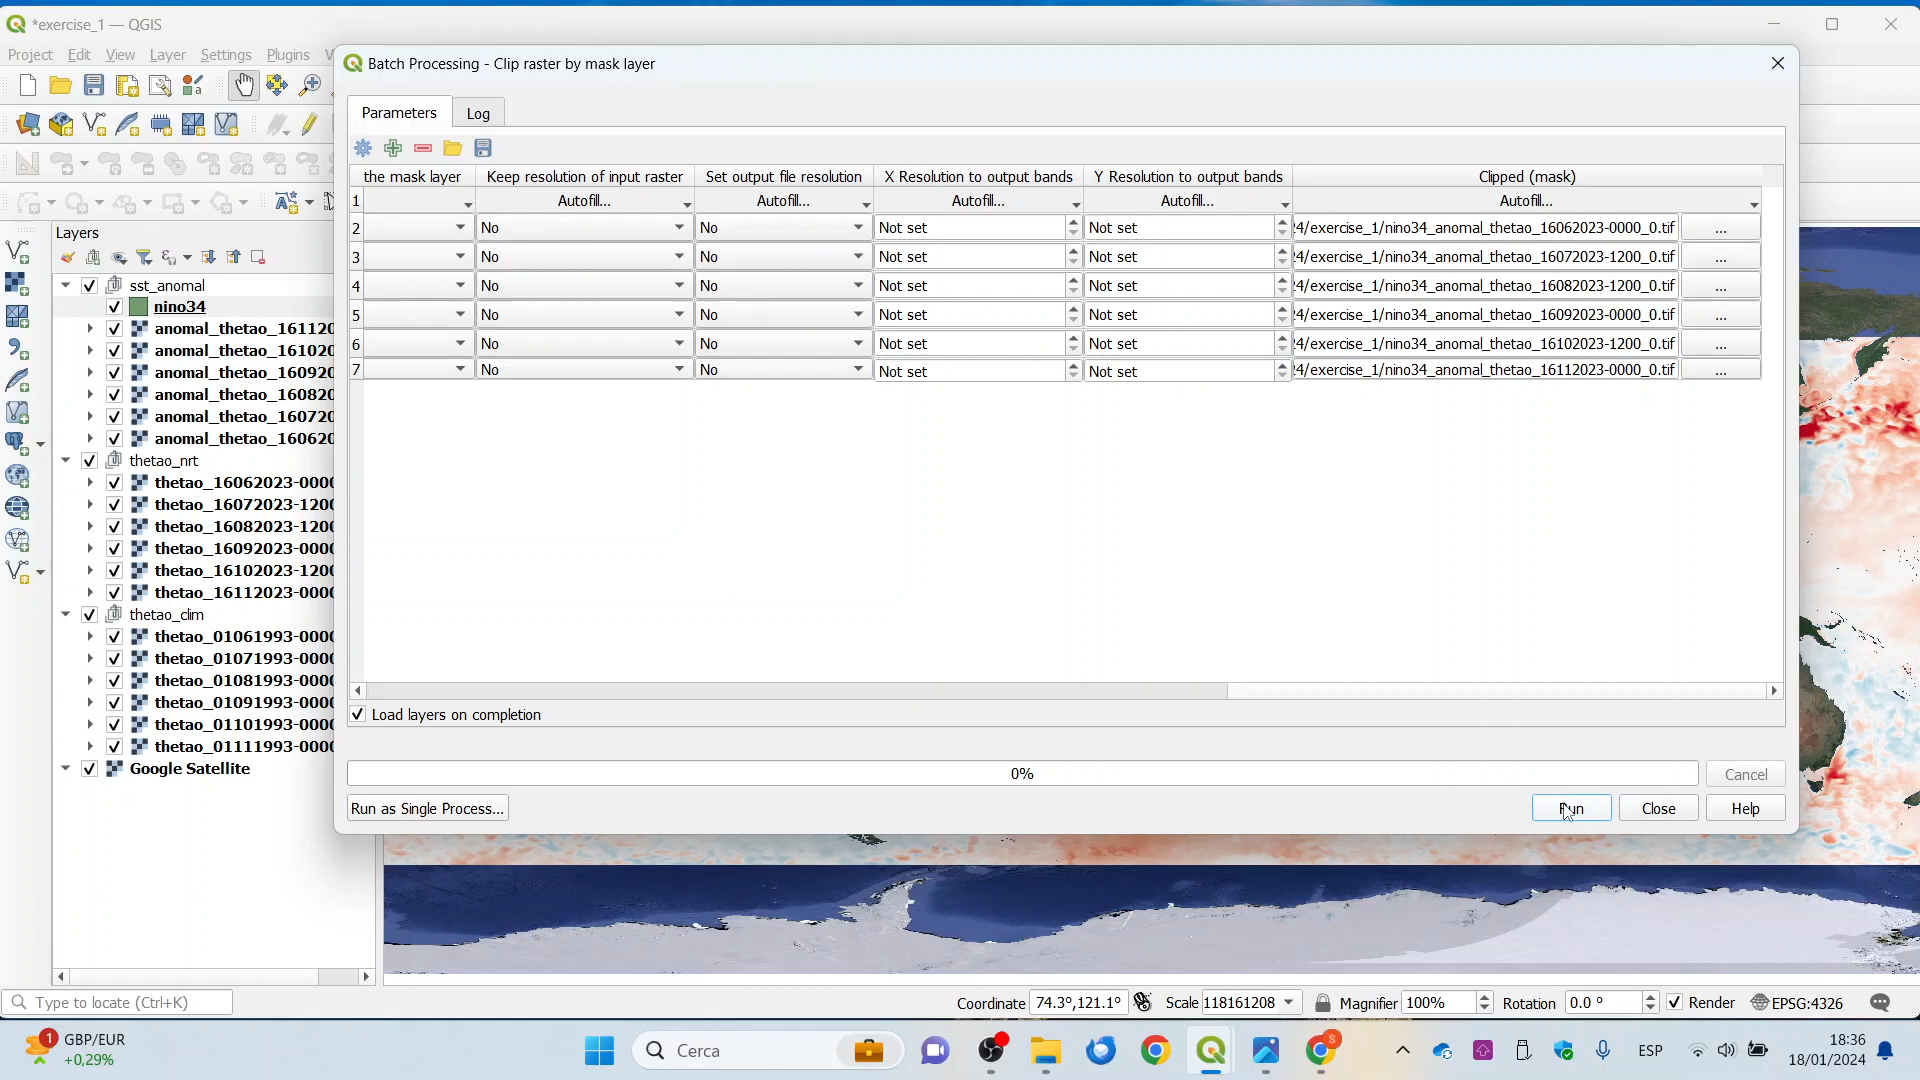 *exercise_1 — QGIS
Project Edit View Layer Settings Plugins V
Batch Processing - Clip raster by mask layer
Parameters Log
the mask layer Keep resolution of input raster Set output file resolution X Resolution to output bands Y Resolution to output bands Clipped (mask)
1 Autofill... Autofill... Autofill... Autofill... Autofill...
2 No No Not set Not set 24/exercise_1/nino34_anomal_thetao_16062023-0000_0.tif ...
3 No No Not set Not set 24/exercise_1/nino34_anomal_thetao_16072023-1200_0.tif ...
4 No No Not set Not set 24/exercise_1/nino34_anomal_thetao_16082023-1200_0.tif ...
5 No No Not set Not set 24/exercise_1/nino34_anomal_thetao_16092023-0000_0.tif ...
6 No No Not set Not set 24/exercise_1/nino34_anomal_thetao_16102023-1200_0.tif ...
7 No No Not set Not set 24/exercise_1/nino34_anomal_thetao_16112023-0000_0.tif ...
Load layers on completion
0%
Cancel
Run as Single Process...
Run Close Help
Layers
sst_anomal
nino34
anomal_thetao_161120
anomal_thetao_161020
anomal_thetao_160920
anomal_thetao_160820
anomal_thetao_160720
anomal_thetao_160620
thetao_nrt
thetao_16062023-0000
thetao_16072023-1200
thetao_16082023-1200
thetao_16092023-0000
thetao_16102023-1200
thetao_16112023-0000
thetao_clim
thetao_01061993-0000
thetao_01071993-0000
thetao_01081993-0000
thetao_01091993-0000
thetao_01101993-0000
thetao_01111993-0000
Google Satellite
Type to locate (Ctrl+K) Coordinate 74.3°,121.1° Scale 118161208 Magnifier 100% Rotation 0.0 ° Render EPSG:4326
1 GBP/EUR
+0,29%
Cerca
S
ESP
18:36
18/01/2024